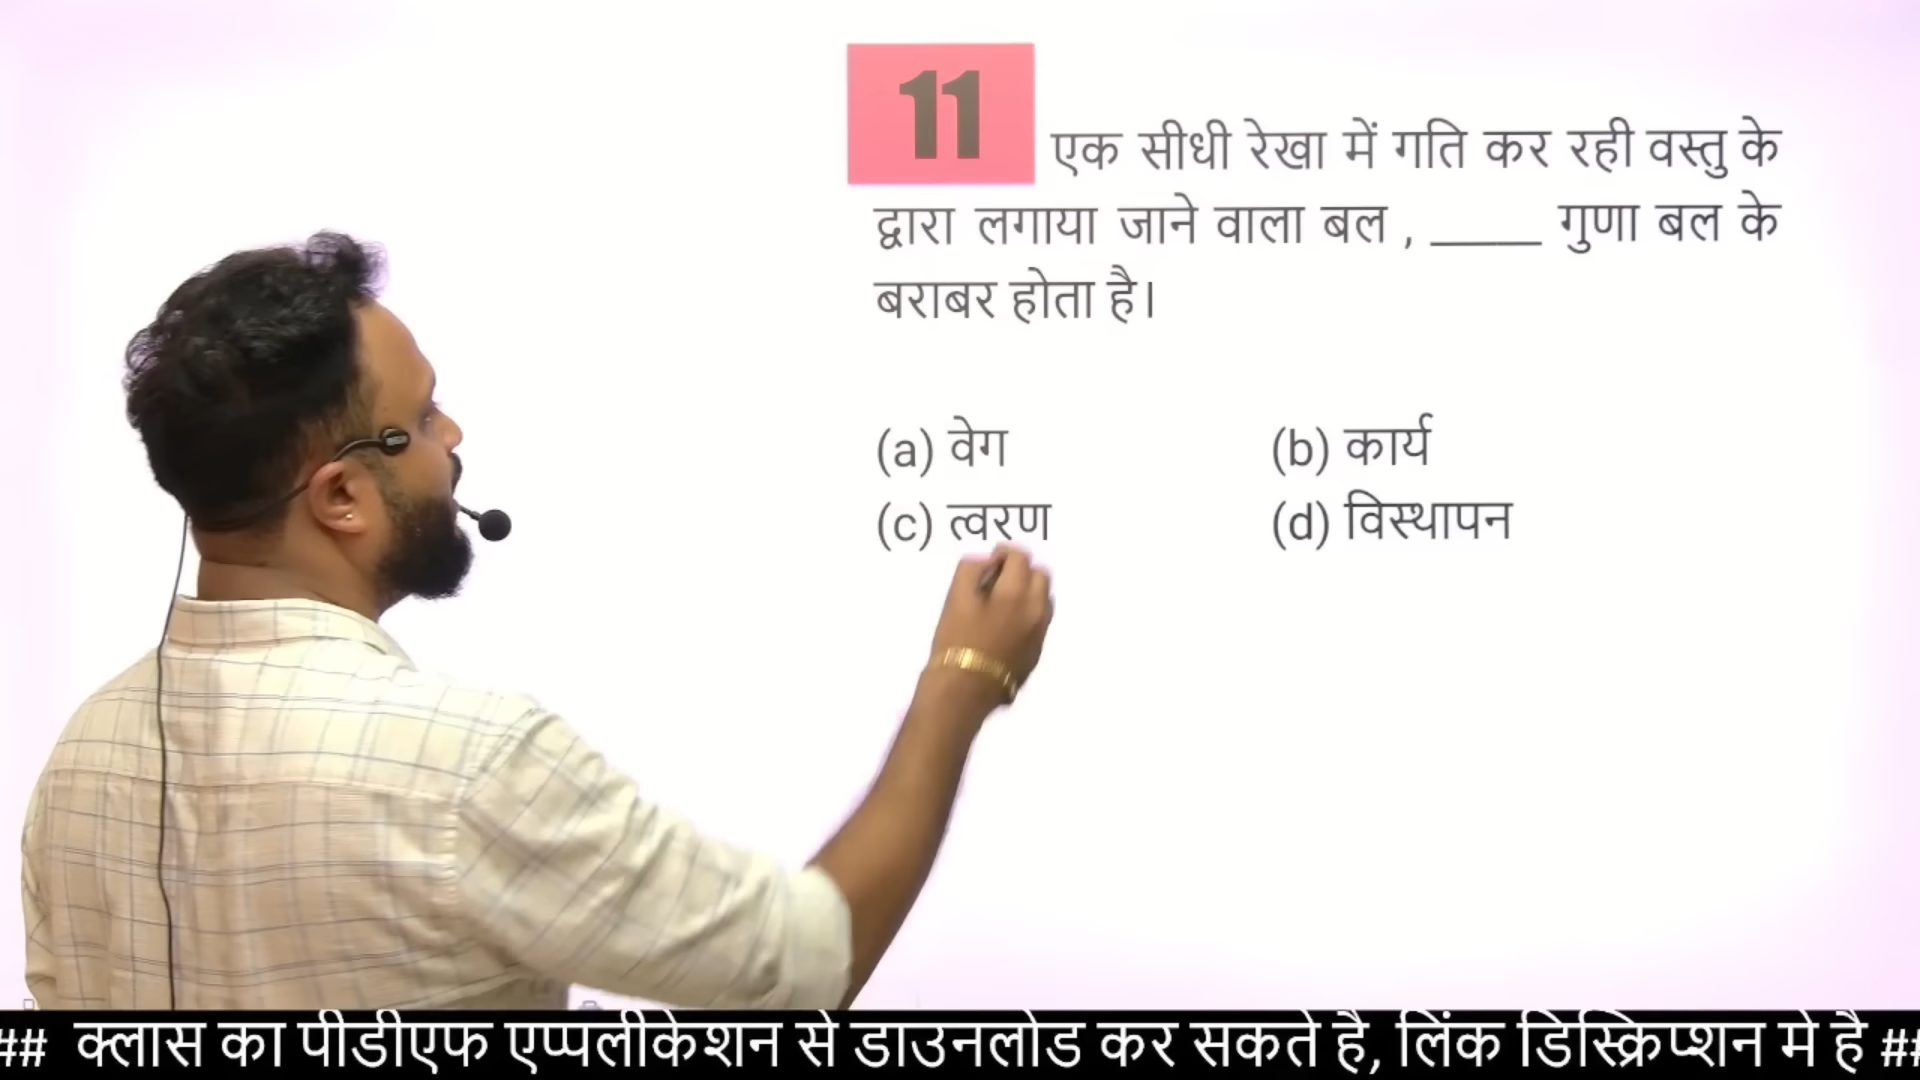 11
एक सीधी रेखा में गति कर रही वस्तु के
द्वारा लगाया जाने वाला बल , _____ गुणा बल के
बराबर होता है।
(a) वेग (b) कार्य
(c) त्वरण (d) विस्थापन
## क्लास का पीडीएफ एप्पलीकेशन से डाउनलोड कर सकते है, लिंक डिस्क्रिप्शन मे है ##